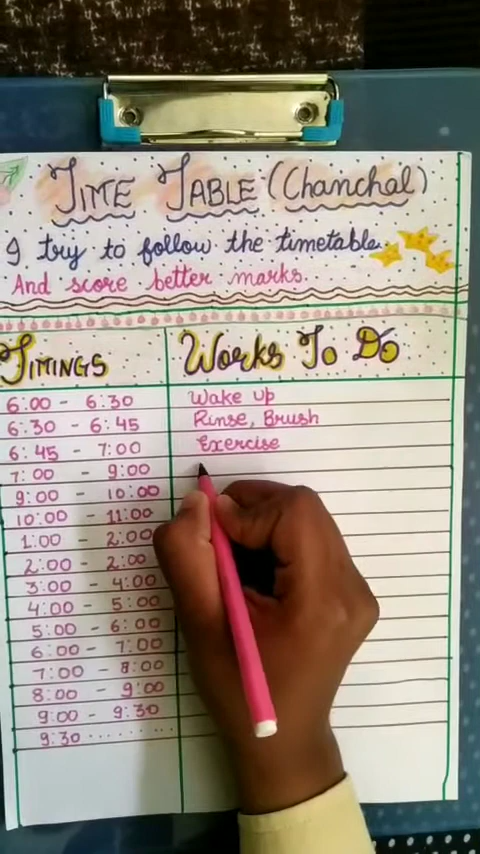 TIME TABLE (Chanchal)
I try to follow the timetable
And score better marks.
TIMINGS Works To Do
6:00 - 6:30 Wake up
6:30 - 6:45 Rinse, Brush
6:45 - 7:00 Exercise
7:00 - 9:00
9:00 - 10:00
10:00 - 11:00
1:00 - 2:00
2:00 - 2:00
3:00 - 4:00
4:00 - 5:00
5:00 - 6:00
6:00 - 7:00
7:00 - 8:00
8:00 - 9:00
9:00 - 9:30
9:30 ..........